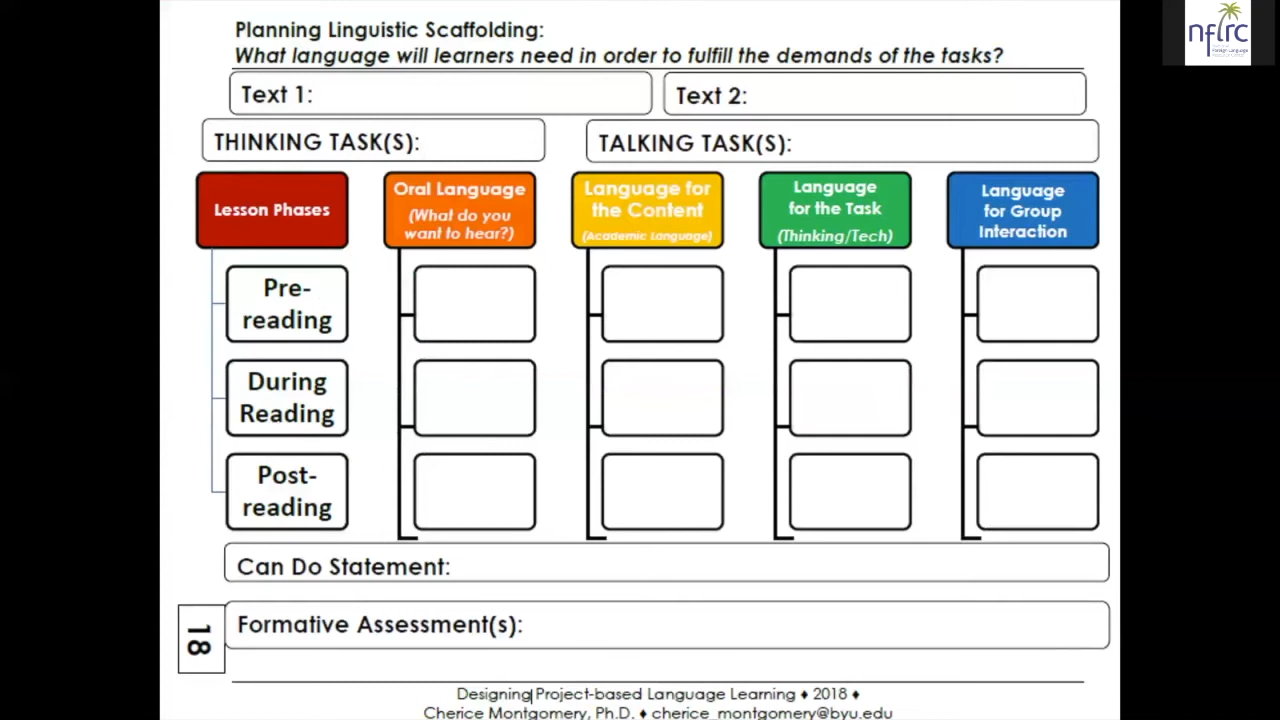 nflrc
Planning Linguistic Scaffolding:
What language will learners need in order to fulfill the demands of the tasks?
Text 1:
Text 2:
THINKING TASK(S):
TALKING TASK(S):
Lesson Phases
Oral Language
(What do you
want to hear?)
Language for
the Content
(Academic Language)
Language
for the Task
(Thinking/Tech)
Language
for Group
Interaction
Pre-
reading
During
Reading
Post-
reading
Can Do Statement:
Formative Assessment(s):
18
Designing Project-based Language Learning ♦ 2018 ♦
Cherice Montgomery, Ph.D. ♦ cherice_montgomery@byu.edu